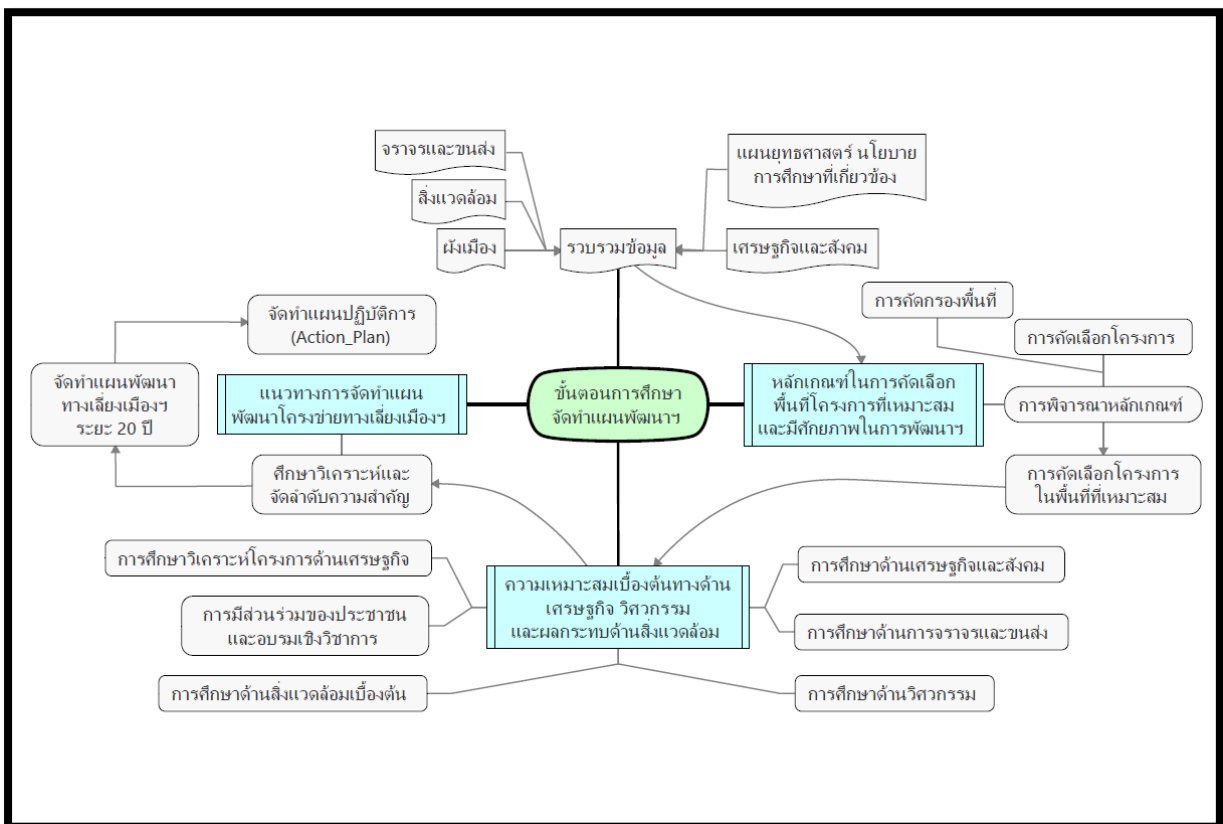 จราจรและขนส่ง
แผนยุทธศาสตร์ นโยบาย
การศึกษาที่เกี่ยวข้อง
สิ่งแวดล้อม
ผังเมือง
รวบรวมข้อมูล
เศรษฐกิจและสังคม
การคัดกรองพื้นที่
จัดทำแผนปฏิบัติการ
(Action_Plan)
การคัดเลือกโครงการ
จัดทำแผนพัฒนา
ทางเลี่ยงเมืองฯ
ระยะ 20 ปี
แนวทางการจัดทำแผน
พัฒนาโครงข่ายทางเลี่ยงเมืองฯ
ขั้นตอนการศึกษา
จัดทำแผนพัฒนาฯ
หลักเกณฑ์ในการคัดเลือก
พื้นที่โครงการที่เหมาะสม
และมีศักยภาพในการพัฒนาฯ
การพิจารณาหลักเกณฑ์
ศึกษาวิเคราะห์และ
จัดลำดับความสำคัญ
การคัดเลือกโครงการ
ในพื้นที่ที่เหมาะสม
การศึกษาวิเคราะห์โครงการด้านเศรษฐกิจ
ความเหมาะสมเบื้องต้นทางด้าน
เศรษฐกิจ วิศวกรรม
และผลกระทบด้านสิ่งแวดล้อม
การศึกษาด้านเศรษฐกิจและสังคม
การมีส่วนร่วมของประชาชน
และอบรมเชิงวิชาการ
การศึกษาด้านการจราจรและขนส่ง
การศึกษาด้านสิ่งแวดล้อมเบื้องต้น
การศึกษาด้านวิศวกรรม